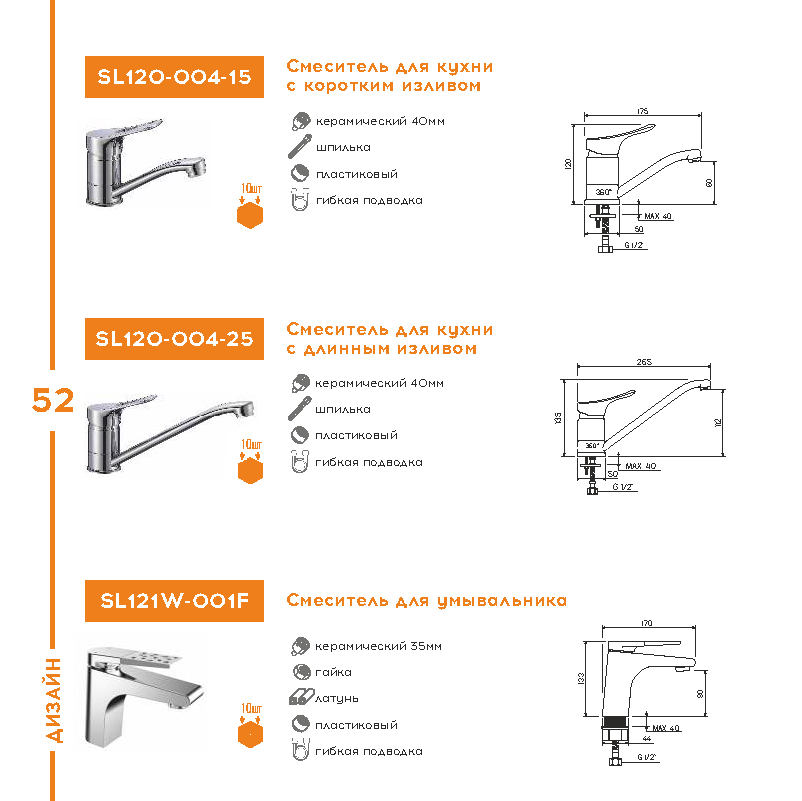 SL120-004-15
Смеситель для кухни
с коротким изливом
керамический 40мм
шпилька
пластиковый
гибкая подводка
10шт
175
120
60
360°
MAX 40
50
G 1/2"
SL120-004-25
Смеситель для кухни
с длинным изливом
керамический 40мм
шпилька
пластиковый
гибкая подводка
10шт
265
135
112
360°
MAX 40
50
G 1/2"
52
SL121W-001F
Смеситель для умывальника
керамический 35мм
гайка
латунь
пластиковый
гибкая подводка
10шт
170
133
MAX 40
44
G 1/2"
ДИЗАЙН